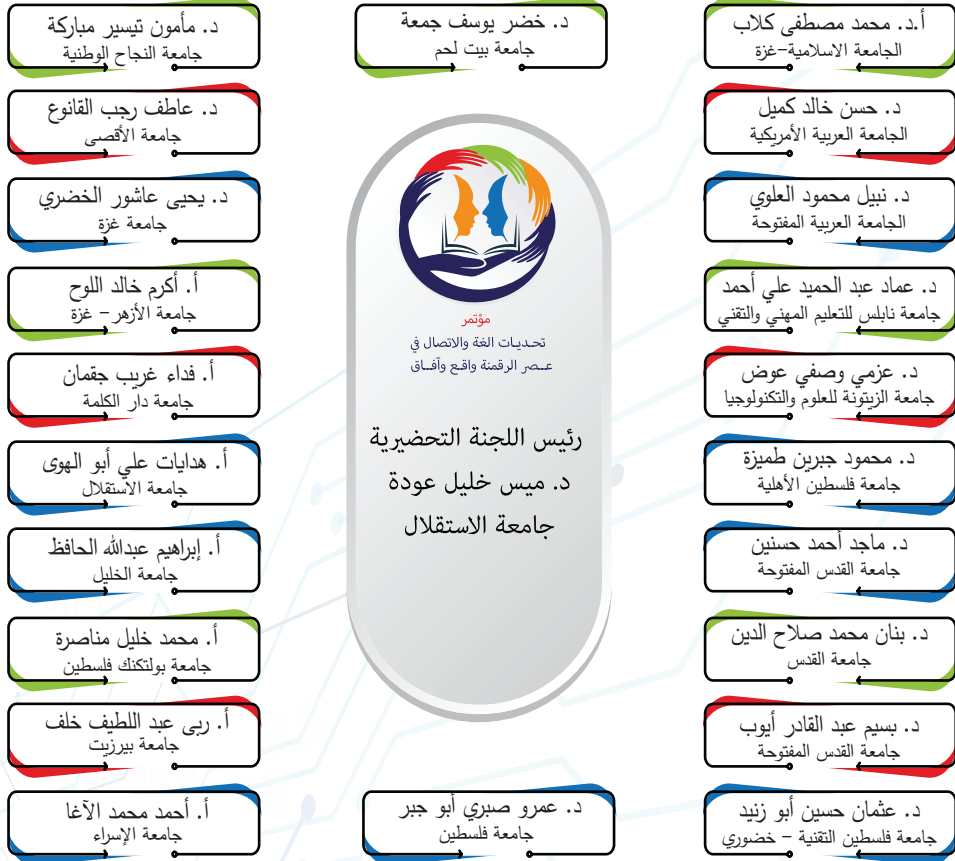 أ.د. محمد مصطفى كلاب
الجامعة الاسلامية-غزة
د. خضر يوسف جمعة
جامعة بيت لحم
د. مأمون تيسير مباركة
جامعة النجاح الوطنية
د. حسن خالد كميل
الجامعة العربية الأمريكية
د. عاطف رجب القانوع
جامعة الأقصى
د. نبيل محمود العلوي
الجامعة العربية المفتوحة
د. يحيى عاشور الخضري
جامعة غزة
د. عماد عبد الحميد علي أحمد
جامعة نابلس للتعليم المهني والتقني
أ. أكرم خالد اللوح
جامعة الأزهر - غزة
مؤتمر
تحديات الغة والاتصال في
عصر الرقمنة واقع وآفاق
د. عزمي وصفي عوض
جامعة الزيتونة للعلوم والتكنولوجيا
أ. فداء غريب جقمان
جامعة دار الكلمة
رئيس اللجنة التحضيرية
د. ميس خليل عودة
جامعة الاستقلال
د. محمود جبرين طميزة
جامعة فلسطين الأهلية
أ. هدايات علي أبو الهوى
جامعة الاستقلال
د. ماجد أحمد حسنين
جامعة القدس المفتوحة
أ. إبراهيم عبدالله الحافظ
جامعة الخليل
د. بنان محمد صلاح الدين
جامعة القدس
أ. محمد خليل مناصرة
جامعة بولتكنك فلسطين
د. بسيم عبد القادر أيوب
جامعة القدس المفتوحة
أ. ربى عبد اللطيف خلف
جامعة بيرزيت
د. عثمان حسين أبو زنيد
جامعة فلسطين التقنية - خضوري
د. عمرو صبري أبو جبر
جامعة فلسطين
أ. أحمد محمد الآغا
جامعة الإسراء